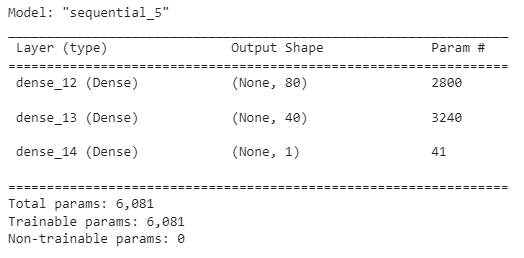 Model: "sequential_5"
_________________________________________________________________
Layer (type) Output Shape Param #
=================================================================
dense_12 (Dense) (None, 80) 2800
dense_13 (Dense) (None, 40) 3240
dense_14 (Dense) (None, 1) 41
=================================================================
Total params: 6,081
Trainable params: 6,081
Non-trainable params: 0